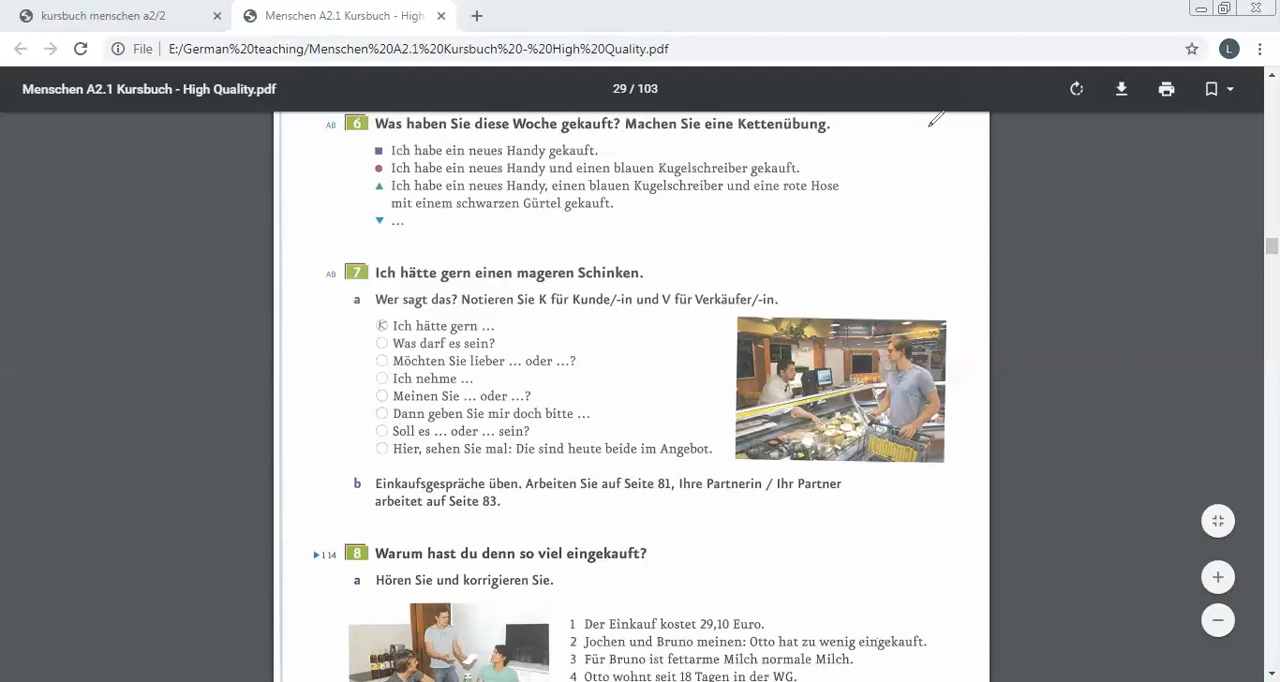 kursbuch menschen a2/2
Menschen A2.1 Kursbuch - High
File
E:/German%20teaching/Menschen%20A2.1%20Kursbuch%20-%20High%20Quality.pdf
L
Menschen A2.1 Kursbuch - High Quality.pdf
29 / 103
AB 6 Was haben Sie diese Woche gekauft? Machen Sie eine Kettenübung.
Ich habe ein neues Handy gekauft.
Ich habe ein neues Handy und einen blauen Kugelschreiber gekauft.
Ich habe ein neues Handy, einen blauen Kugelschreiber und eine rote Hose
mit einem schwarzen Gürtel gekauft.
...
AB 7 Ich hätte gern einen mageren Schinken.
a Wer sagt das? Notieren Sie K für Kunde/-in und V für Verkäufer/-in.
K Ich hätte gern ...
Was darf es sein?
Möchten Sie lieber ... oder ...?
Ich nehme ...
Meinen Sie ... oder ...?
Dann geben Sie mir doch bitte ...
Soll es ... oder ... sein?
Hier, sehen Sie mal: Die sind heute beide im Angebot.
b Einkaufsgespräche üben. Arbeiten Sie auf Seite 81, Ihre Partnerin / Ihr Partner
arbeitet auf Seite 83.
1 14 8 Warum hast du denn so viel eingekauft?
a Hören Sie und korrigieren Sie.
1 Der Einkauf kostet 29,10 Euro.
2 Jochen und Bruno meinen: Otto hat zu wenig eingekauft.
3 Für Bruno ist fettarme Milch normale Milch.
4 Otto wohnt seit 18 Tagen in der WG.